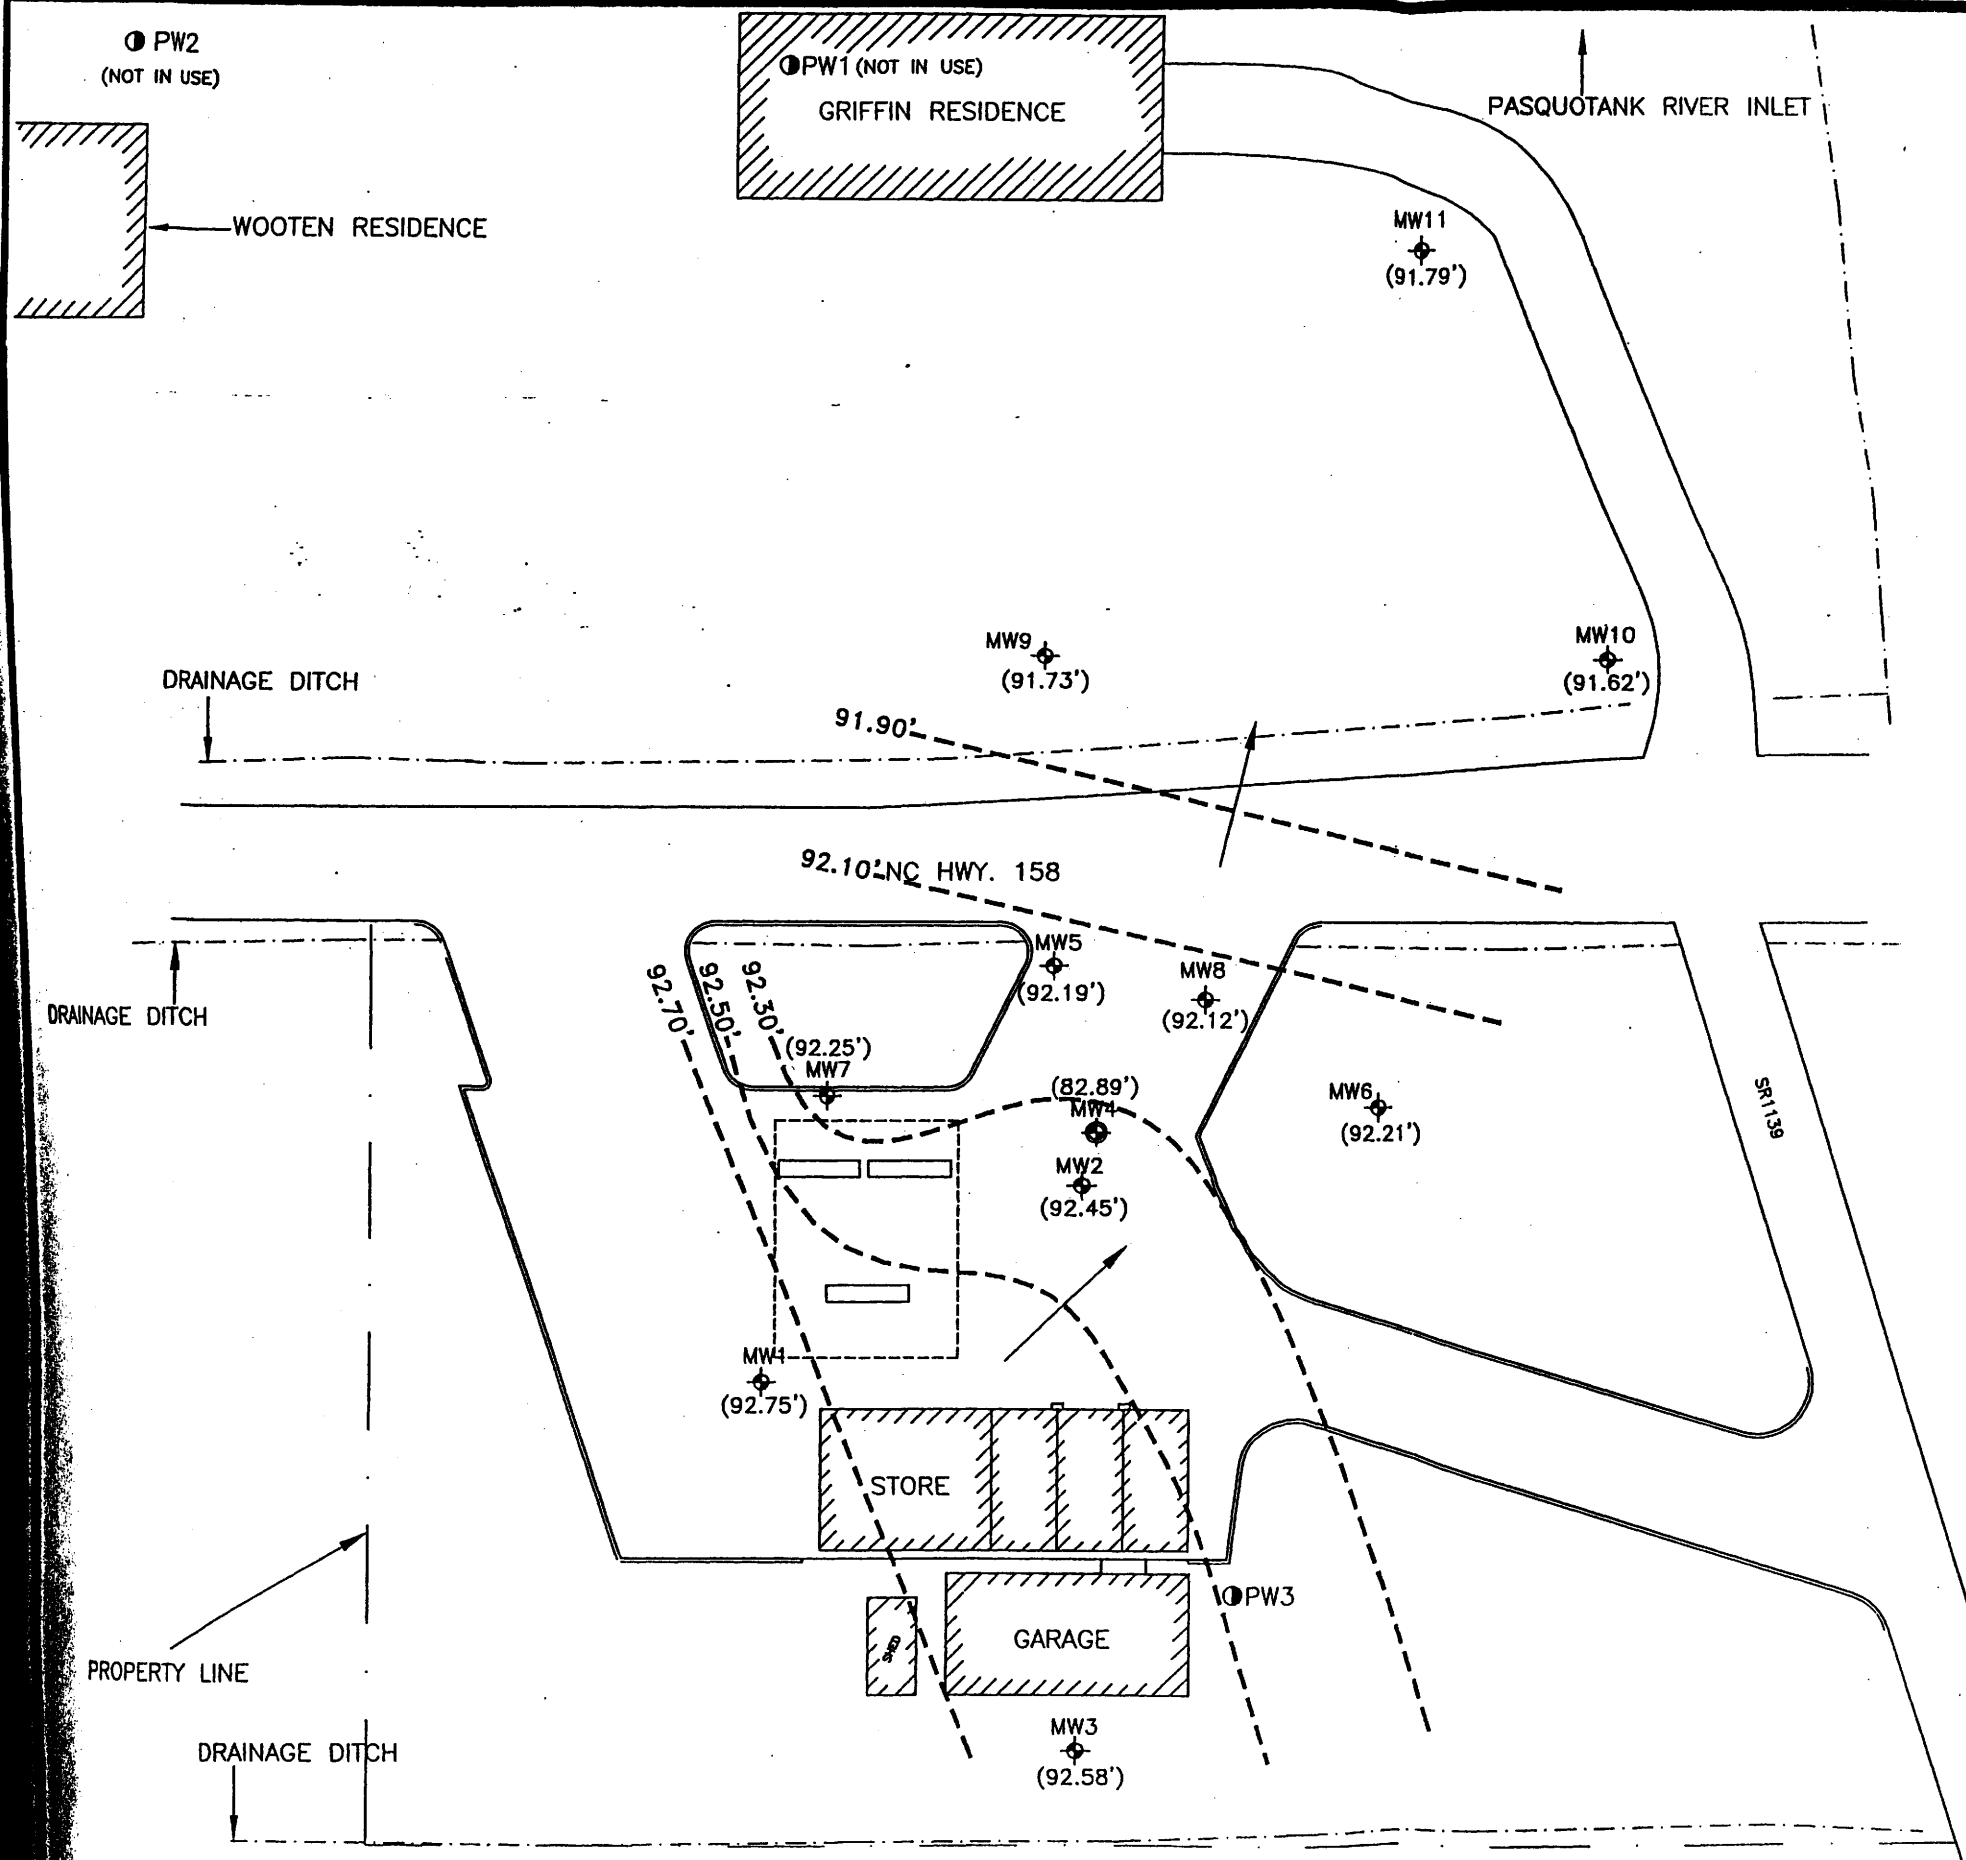 PW2
(NOT IN USE)
PW1 (NOT IN USE)
GRIFFIN RESIDENCE
PASQUOTANK RIVER INLET
WOOTEN RESIDENCE
MW11
(91.79')
MW9
(91.73')
MW10
(91.62')
DRAINAGE DITCH
91.90'
92.10'
NC HWY. 158
MW5
(92.19')
MW8
(92.12')
DRAINAGE DITCH
92.70'
92.50'
92.30'
(92.25')
MW7
(82.89')
MW4
MW6
(92.21')
SR1139
MW2
(92.45')
MW1
(92.75')
STORE
PW3
SHED
GARAGE
PROPERTY LINE
MW3
(92.58')
DRAINAGE DITCH